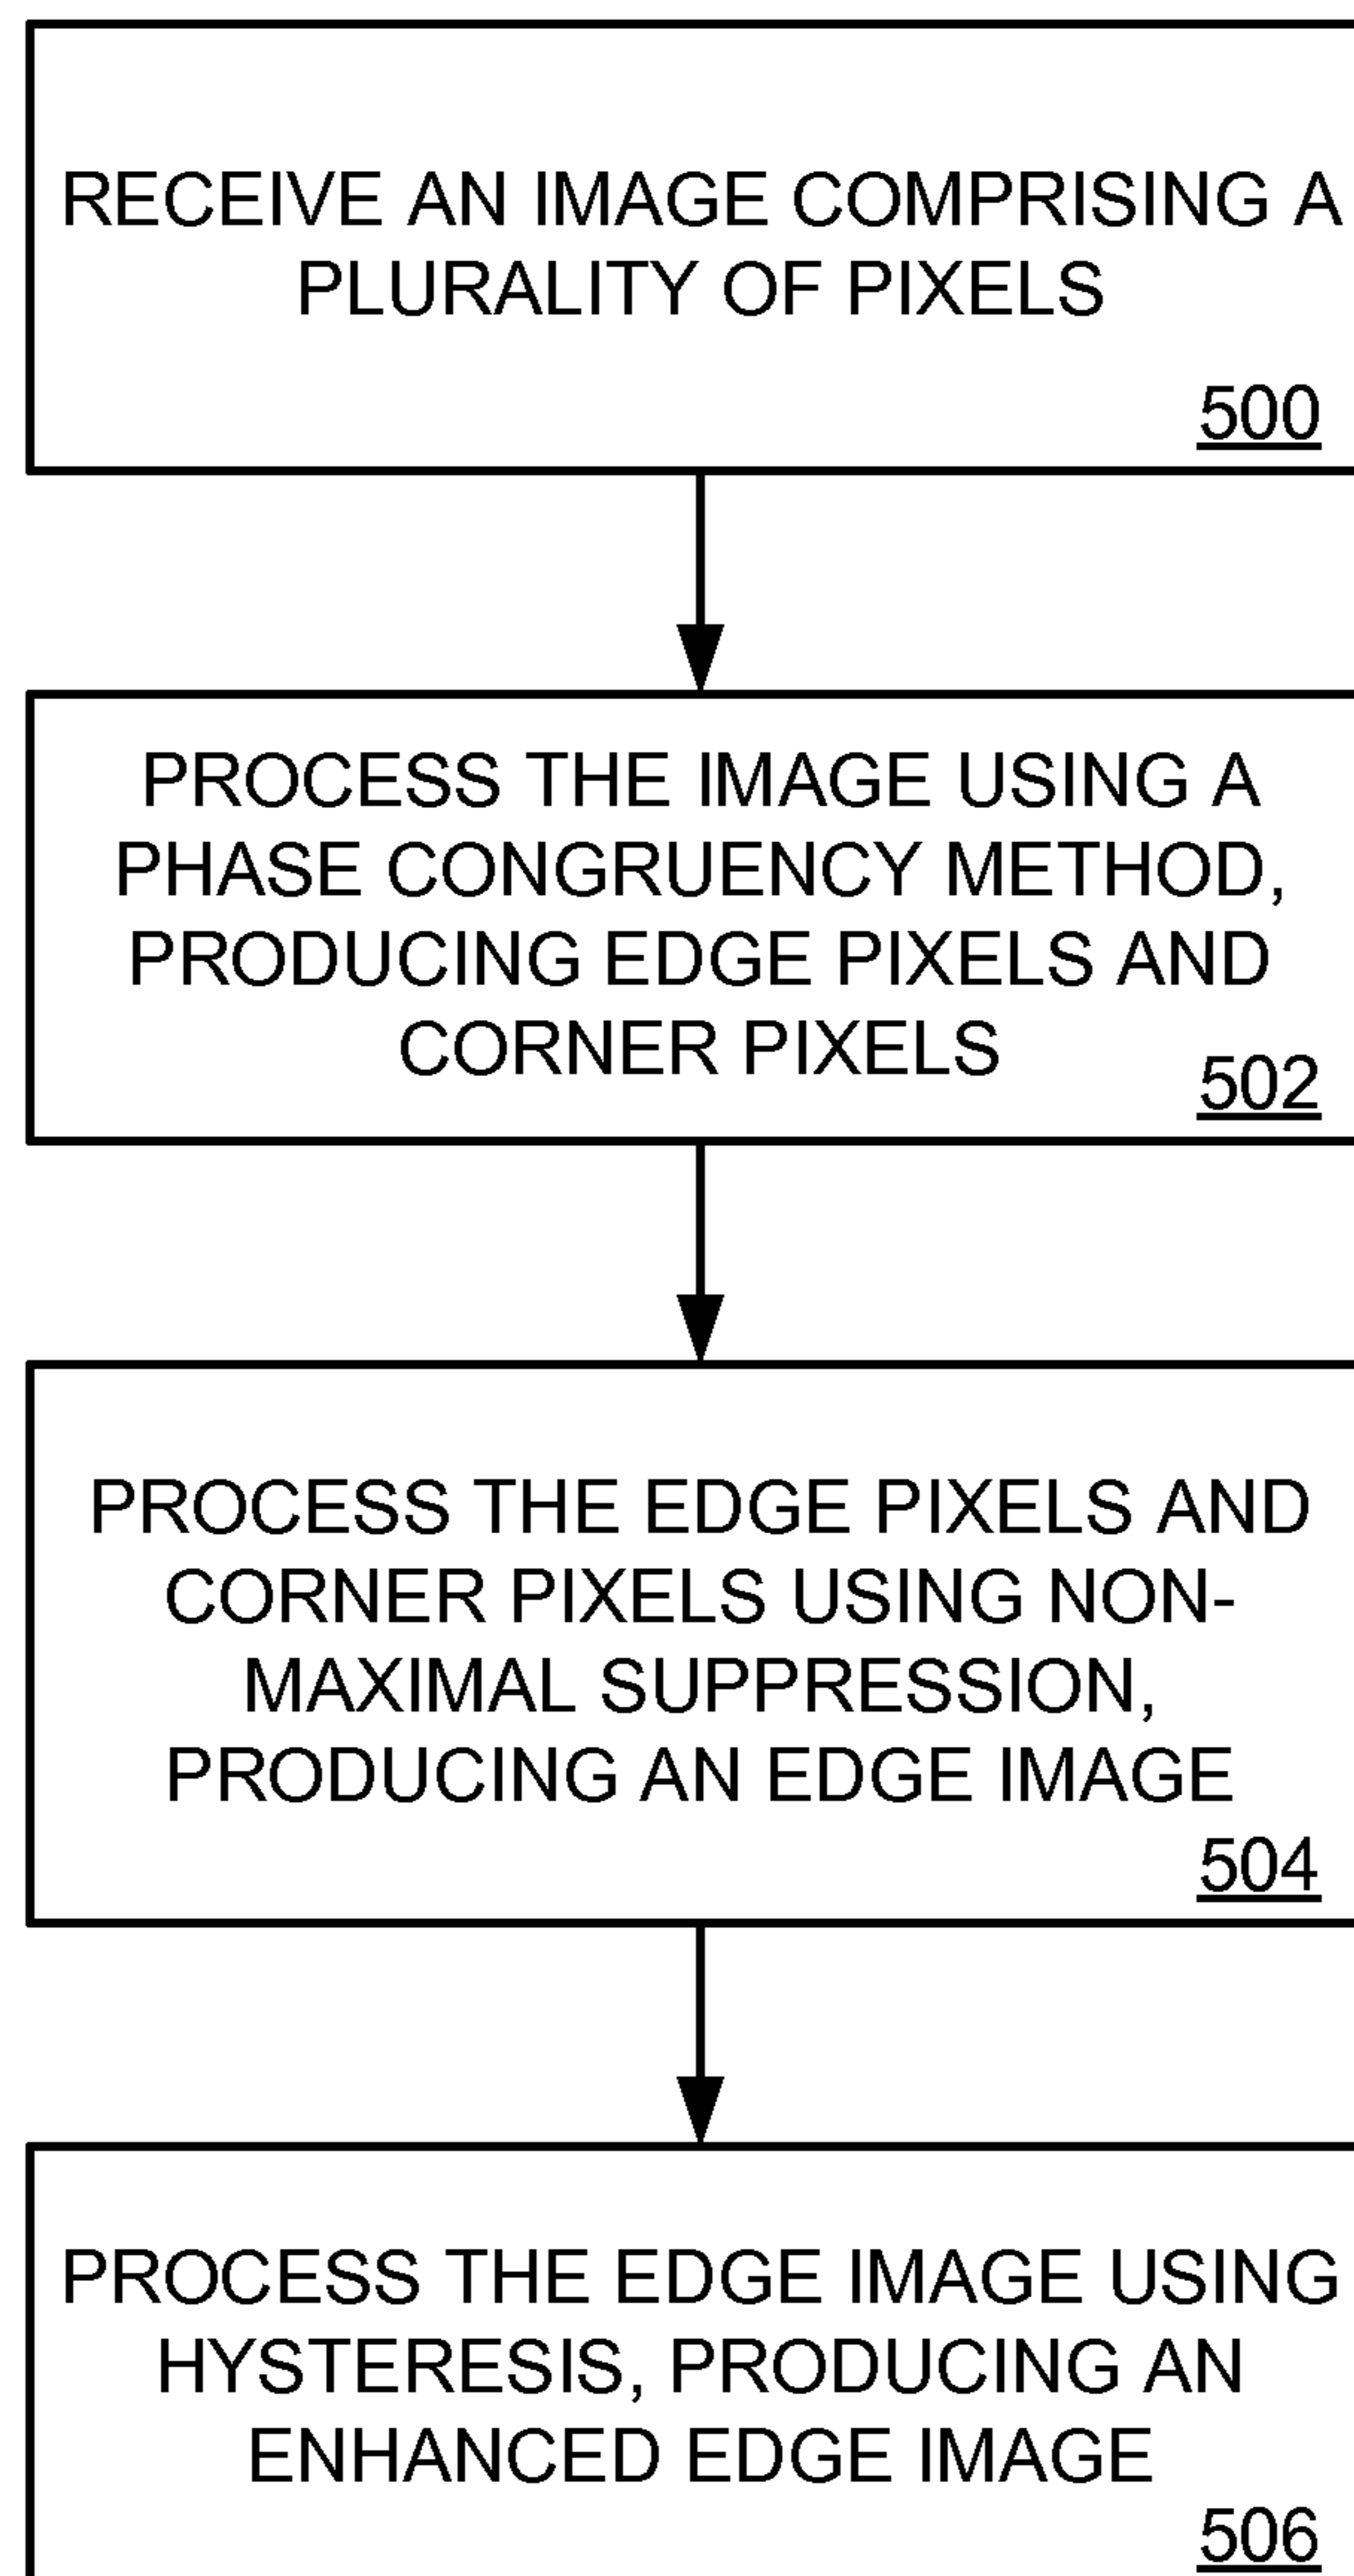 RECEIVE AN IMAGE COMPRISING A
PLURALITY OF PIXELS
500
PROCESS THE IMAGE USING A
PHASE CONGRUENCY METHOD,
PRODUCING EDGE PIXELS AND
CORNER PIXELS
502
PROCESS THE EDGE PIXELS AND
CORNER PIXELS USING NON-
MAXIMAL SUPPRESSION,
PRODUCING AN EDGE IMAGE
504
PROCESS THE EDGE IMAGE USING
HYSTERESIS, PRODUCING AN
ENHANCED EDGE IMAGE
506